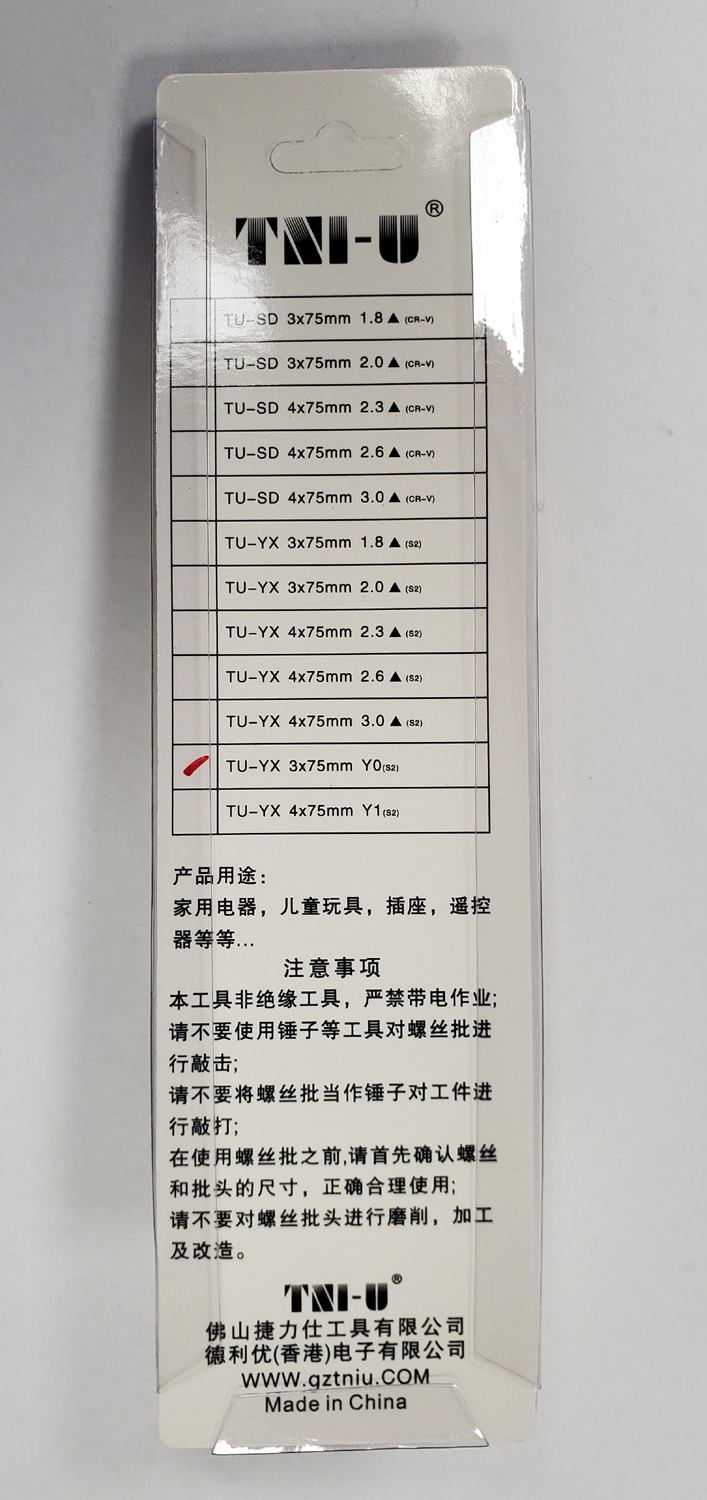 TNI-U®
TU-SD 3x75mm 1.8▲(CR-V)
TU-SD 3x75mm 2.0▲(CR-V)
TU-SD 4x75mm 2.3▲(CR-V)
TU-SD 4x75mm 2.6▲(CR-V)
TU-SD 4x75mm 3.0▲(CR-V)
TU-YX 3x75mm 1.8▲(S2)
TU-YX 3x75mm 2.0▲(S2)
TU-YX 4x75mm 2.3▲(S2)
TU-YX 4x75mm 2.6▲(S2)
TU-YX 4x75mm 3.0▲(S2)
TU-YX 3x75mm Y0(S2)
TU-YX 4x75mm Y1(S2)
产品用途：
家用电器，儿童玩具，插座，遥控
器等等...
注意事项
本工具非绝缘工具，严禁带电作业;
请不要使用锤子等工具对螺丝批进
行敲击;
请不要将螺丝批当作锤子对工件进
行敲打;
在使用螺丝批之前,请首先确认螺丝
和批头的尺寸，正确合理使用;
请不要对螺丝批头进行磨削，加工
及改造。
TNI-U®
佛山捷力仕工具有限公司
德利优(香港)电子有限公司
WWW.gztniu.COM
Made in China